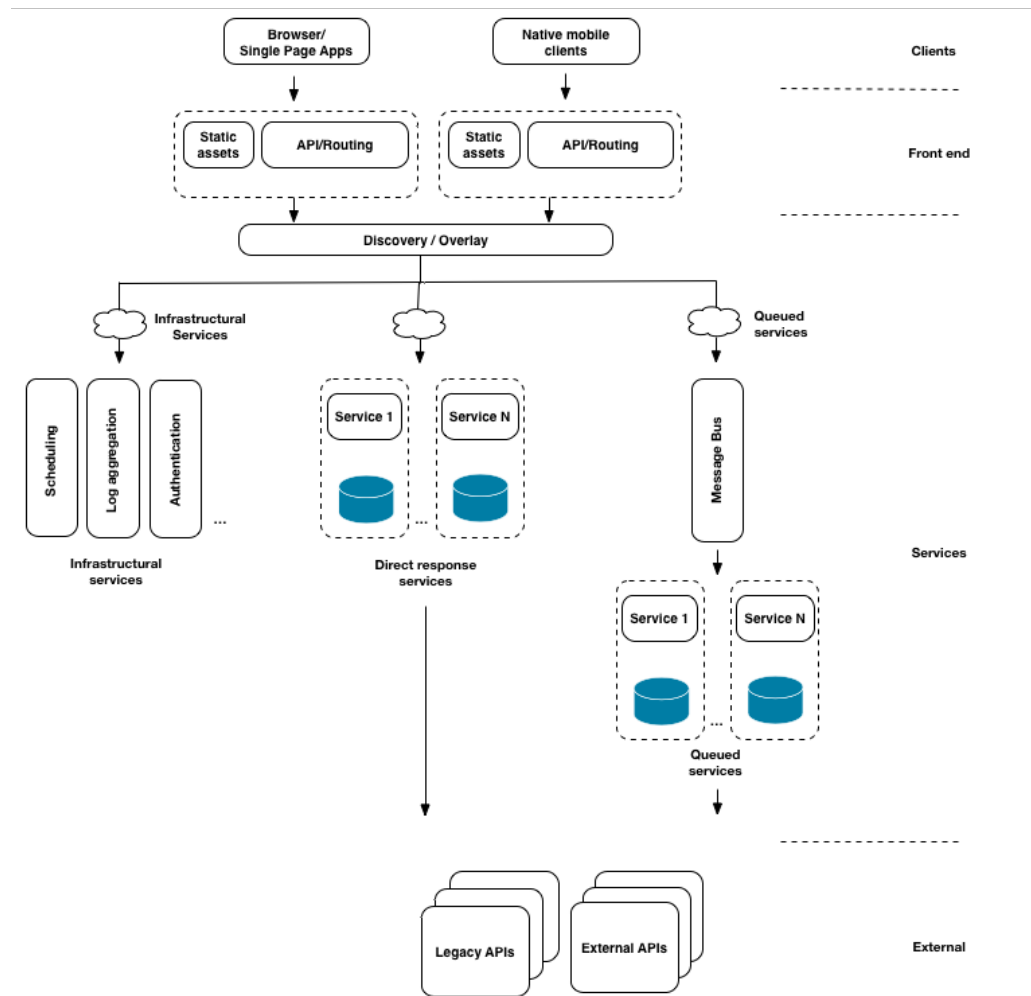 Browser/
Single Page Apps
Native mobile
clients
Clients
Static
assets
API/Routing
Static
assets
API/Routing
Front end
Discovery / Overlay
Infrastructural
Services
Queued
services
Scheduling
Log aggregation
Authentication
...
Service 1
Service N
...
Message Bus
Infrastructural
services
Direct response
services
Services
Service 1
Service N
...
Queued
services
Legacy APIs
External APIs
External